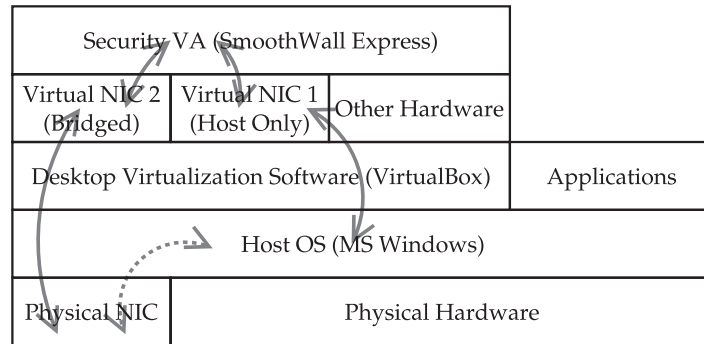 Security VA (SmoothWall Express)
Virtual NIC 2
(Bridged)
Virtual NIC 1
(Host Only)
Other Hardware
Desktop Virtualization Software (VirtualBox)
Applications
Host OS (MS Windows)
Physical NIC
Physical Hardware